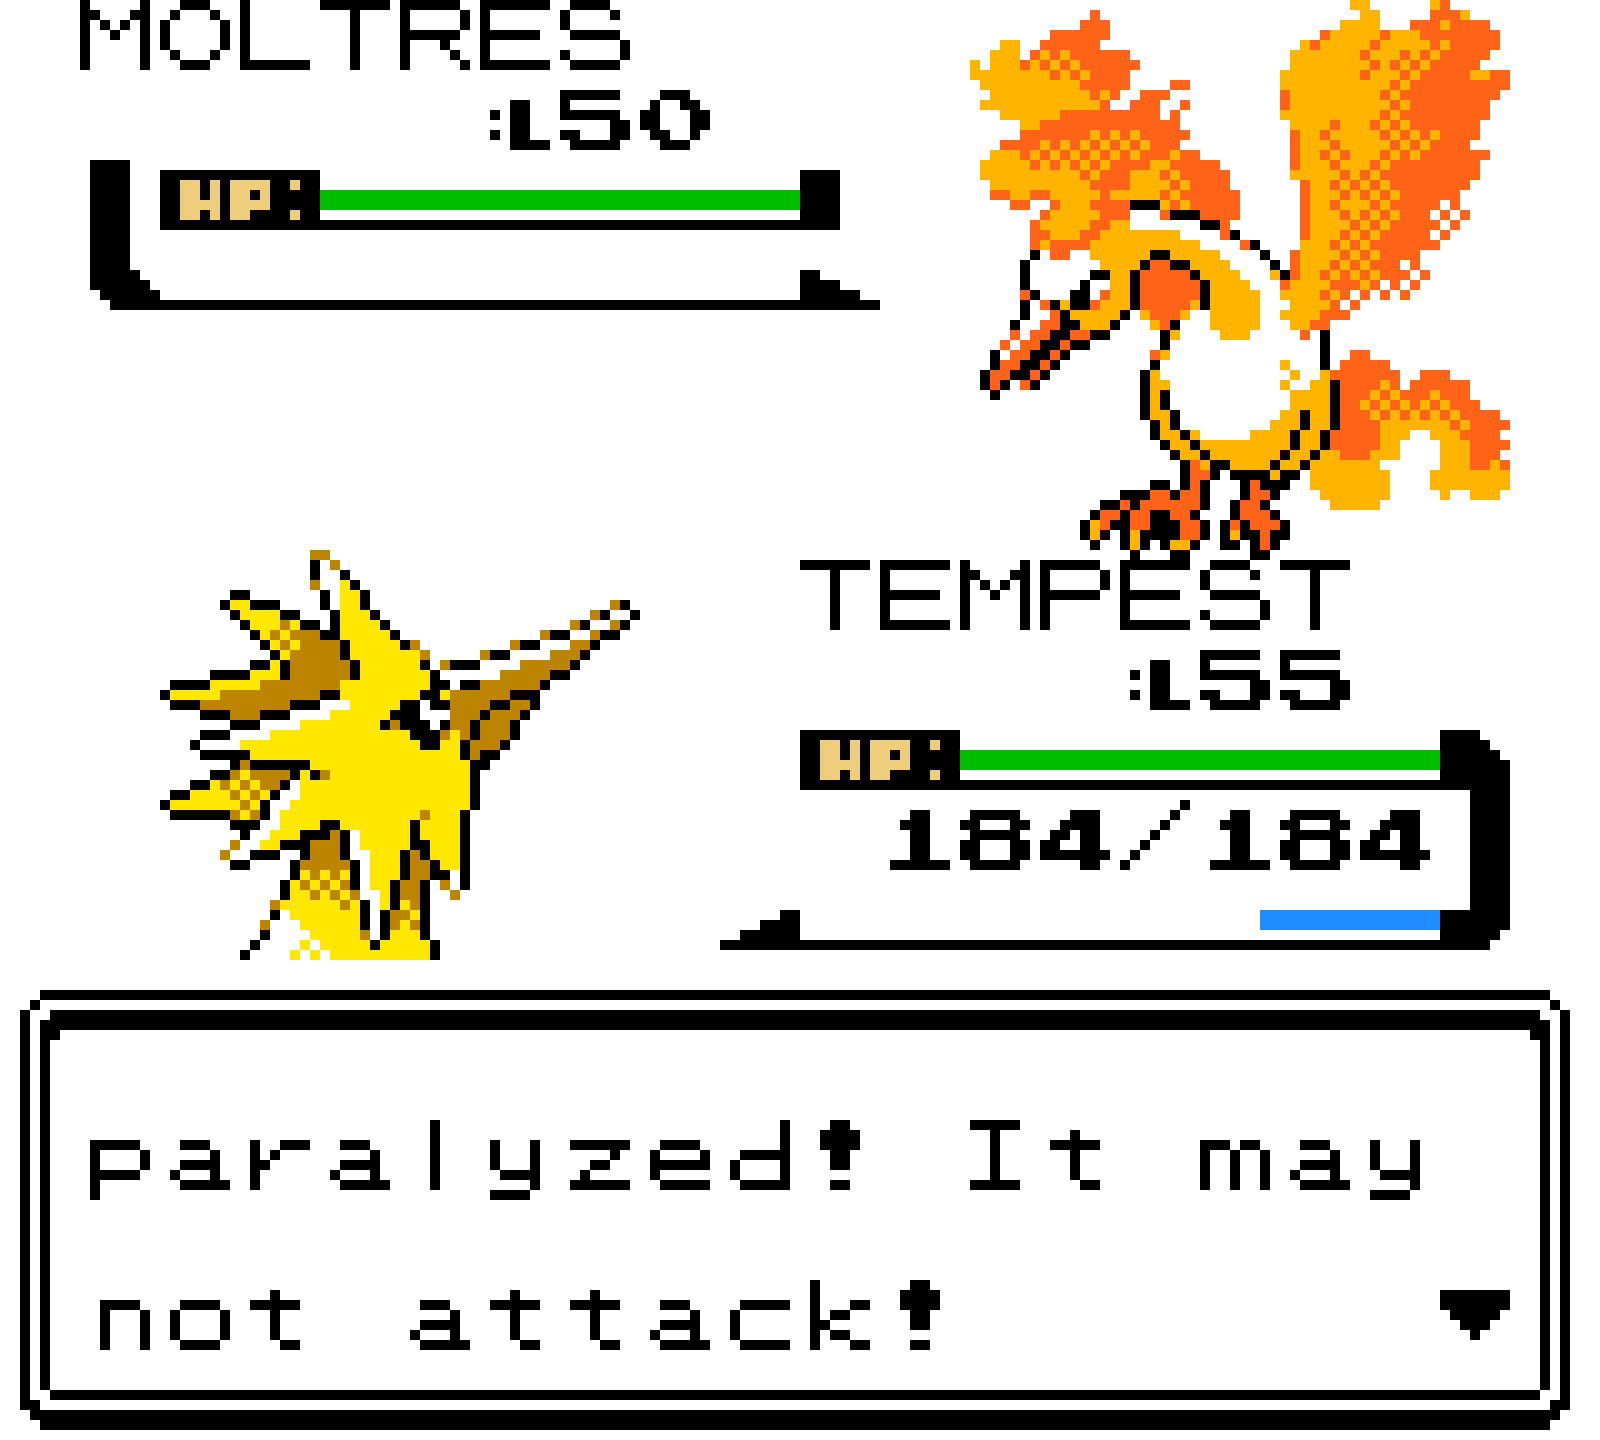 MOLTRES
:L50
HP:
TEMPEST
:L55
HP:
184/184
paralyzed! It may
not attack!